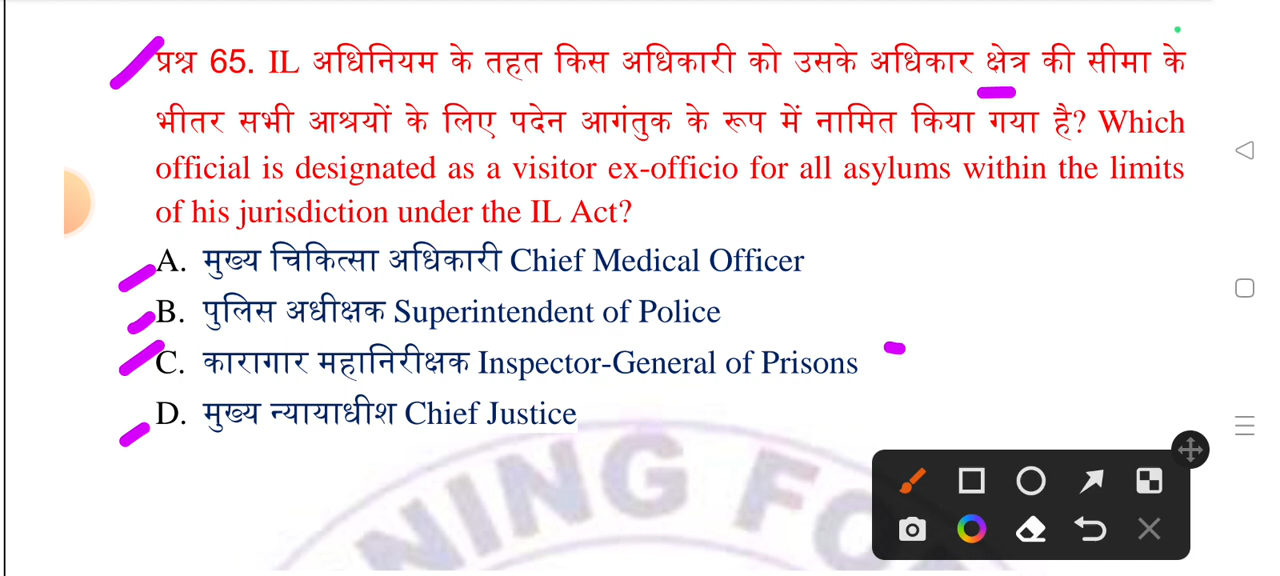 प्रश्न 65. IL अधिनियम के तहत किस अधिकारी को उसके अधिकार क्षेत्र की सीमा के
भीतर सभी आश्रयों के लिए पदेन आगंतुक के रूप में नामित किया गया है? Which
official is designated as a visitor ex-officio for all asylums within the limits
of his jurisdiction under the IL Act?
A. मुख्य चिकित्सा अधिकारी Chief Medical Officer
B. पुलिस अधीक्षक Superintendent of Police
C. कारागार महानिरीक्षक Inspector-General of Prisons
D. मुख्य न्यायाधीश Chief Justice